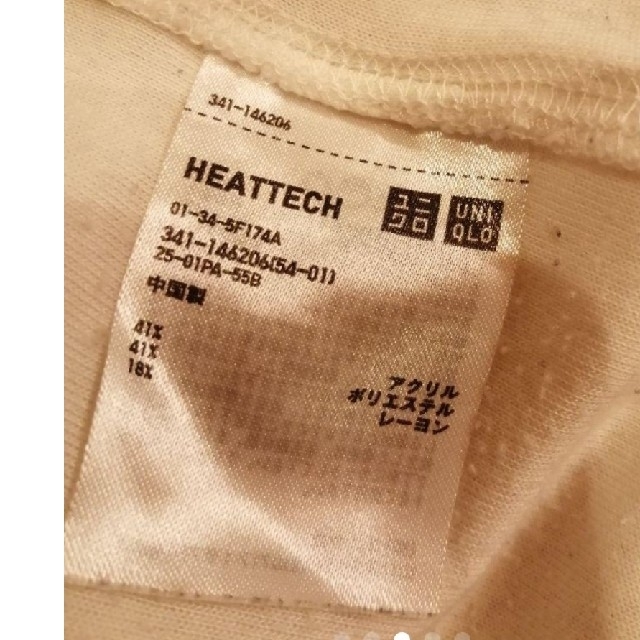 341-146206
HEATTECH
ユニクロ
UNIQLO
01-34-5F174A
341-146206(54-01)
25-01PA-55B
中国製
41% アクリル
41% ポリエステル
18% レーヨン